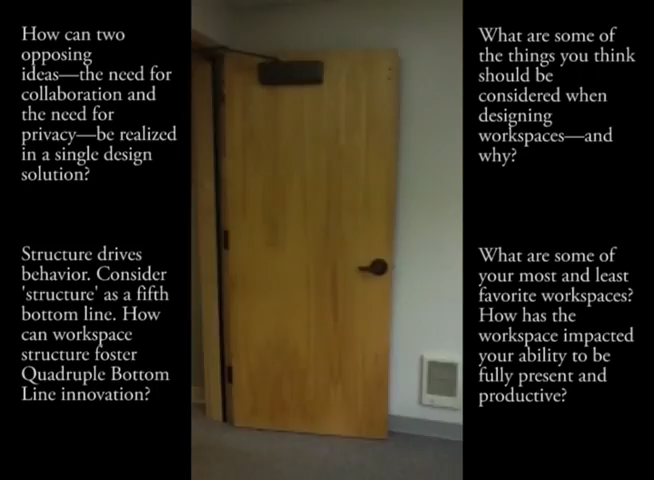 How can two
opposing
ideas—the need for
collaboration and
the need for
privacy—be realized
in a single design
solution?
Structure drives
behavior. Consider
'structure' as a fifth
bottom line. How
can workspace
structure foster
Quadruple Bottom
Line innovation?
What are some of
the things you think
should be
considered when
designing
workspaces—and
why?
What are some of
your most and least
favorite workspaces?
How has the
workspace impacted
your ability to be
fully present and
productive?